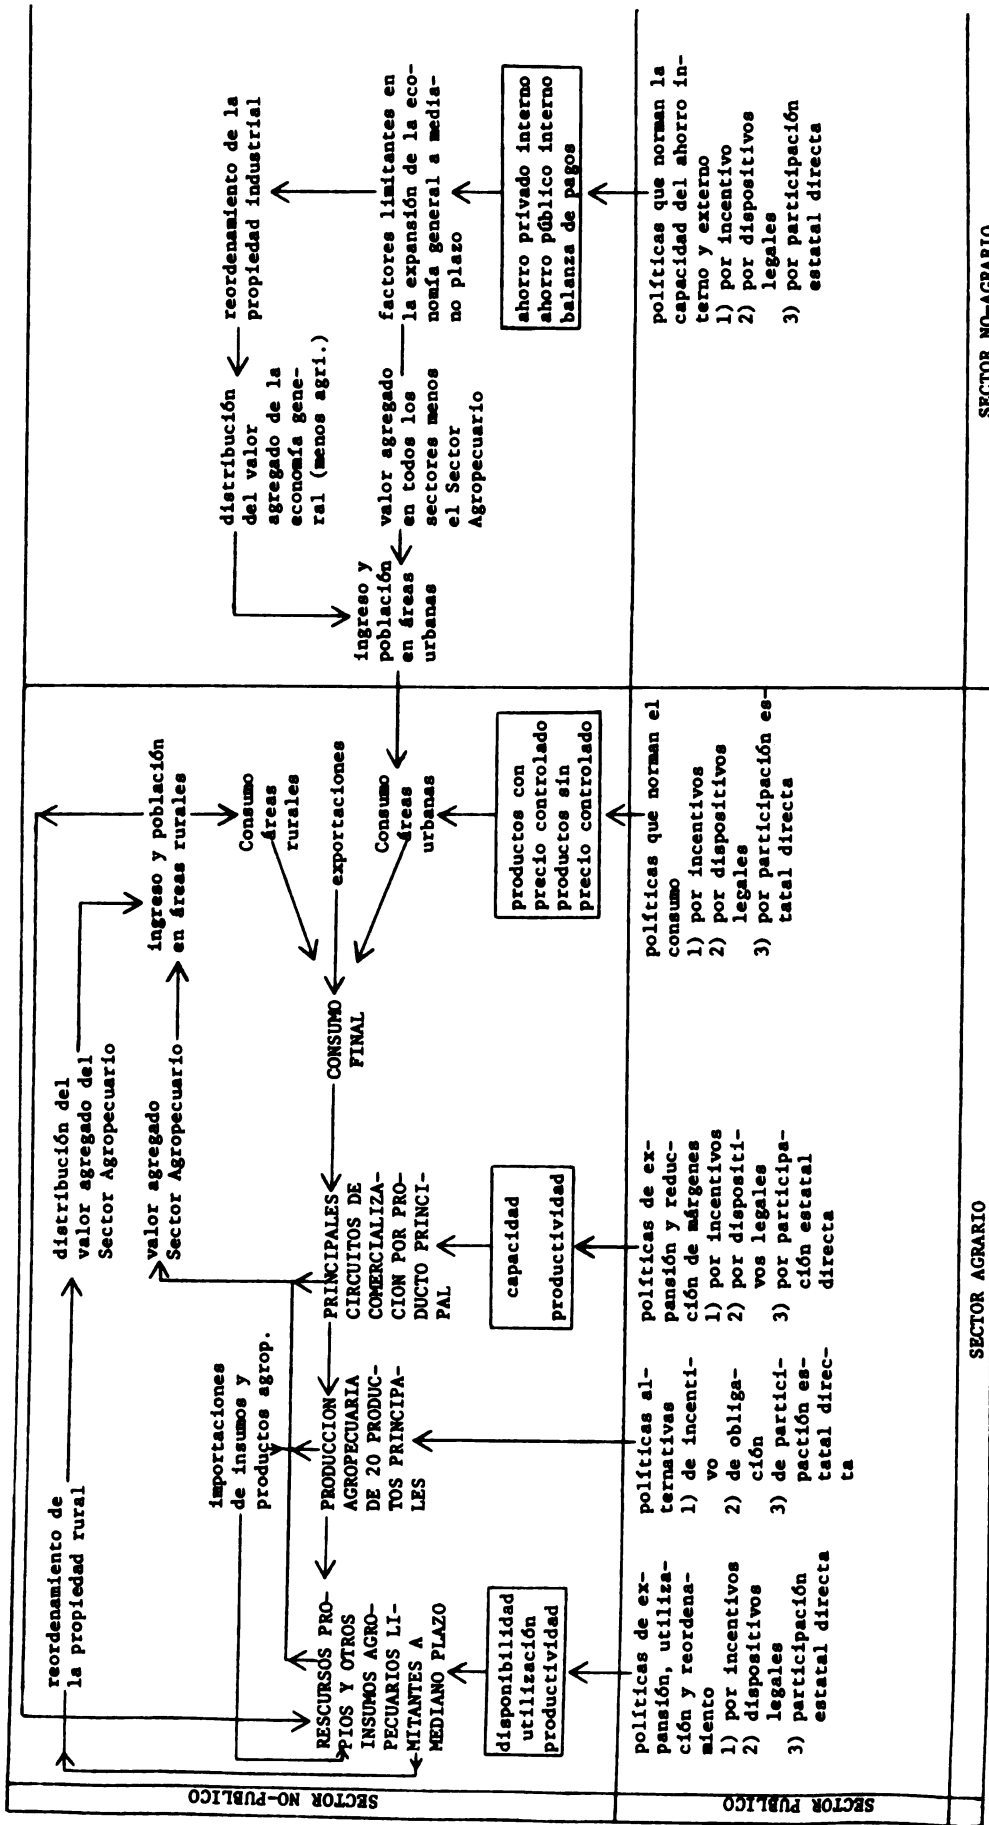 SECTOR NO-PUBLICO
reordenamiento de
la propiedad rural
distribución del
valor agregado del
Sector Agropecuario
valor agregado
Sector Agropecuario
ingreso y población
en áreas rurales
importaciones
de insumos y
productos agrop.
RESCURSOS PRO-
PIOS Y OTROS
INSUMOS AGRO-
PECUARIOS LI-
MITANTES A
MEDIANO PLAZO
PRODUCCION
AGROPECUARIA
DE 20 PRODUC-
TOS PRINCIPA-
LES
PRINCIPALES
CIRCUITOS DE
COMERCIALIZA-
CION POR PRO-
DUCTO PRINCI-
PAL
CONSUMO
FINAL
Consumo
áreas
rurales
exportaciones
Consumo
áreas
urbanas
disponibilidad
utilización
productividad
capacidad
productividad
productos con
precio controlado
productos sin
precio controlado
reordenamiento de la
propiedad industrial
distribución
del valor
agregado de la
economía gene-
ral (menos agri.)
ingreso y
población
en áreas
urbanas
valor agregado
en todos los
sectores menos
el Sector
Agropecuario
factores limitantes en
la expansión de la eco-
nomía general a media-
no plazo
ahorro privado interno
ahorro público interno
balanza de pagos
SECTOR PUBLICO
políticas de ex-
pansión, utiliza-
ción y reordena-
miento
1) por incentivos
2) dispositivos
legales
3) participación
estatal directa
políticas al-
ternativas
1) de incenti-
vo
2) de obliga-
ción
3) de partici-
pactión es-
tatal direc-
ta
políticas de ex-
pansión y reduc-
ción de márgenes
1) por incentivos
2) por dispositi-
vos legales
3) por participa-
ción estatal
directa
políticas que norman el
consumo
1) por incentivos
2) por dispositivos
legales
3) por participación es-
tatal directa
políticas que norman la
capacidad del ahorro in-
terno y externo
1) por incentivo
2) por dispositivos
legales
3) por participación
estatal directa
SECTOR AGRARIO
SECTOR NO-AGRARIO